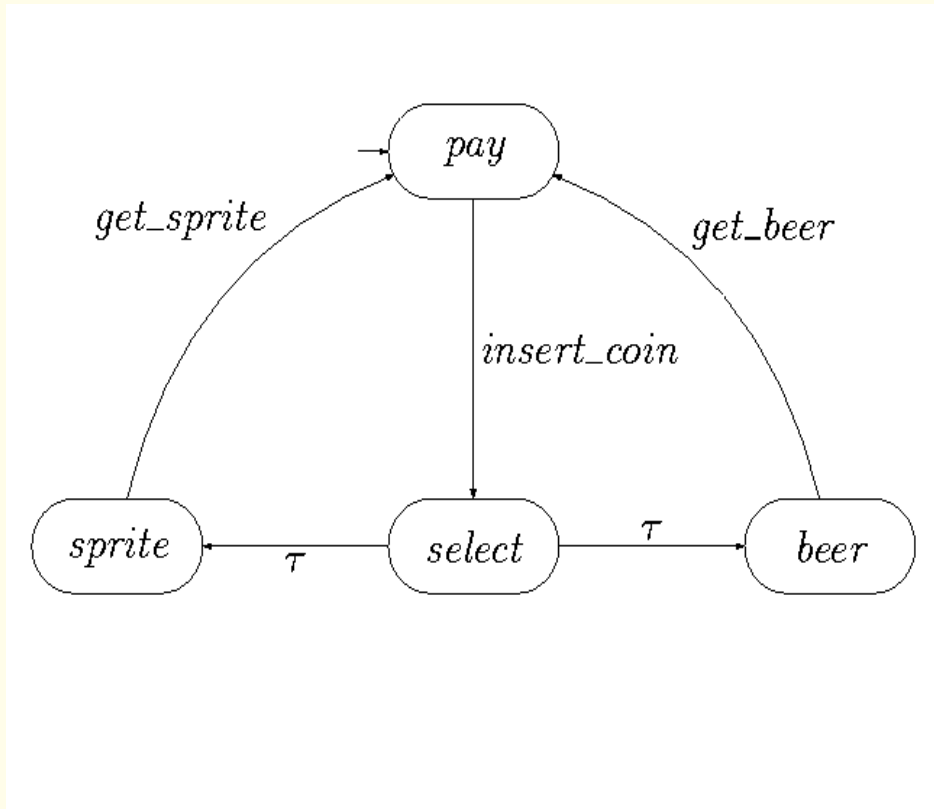 pay
get_sprite
get_beer
insert_coin
sprite
τ
select
τ
beer